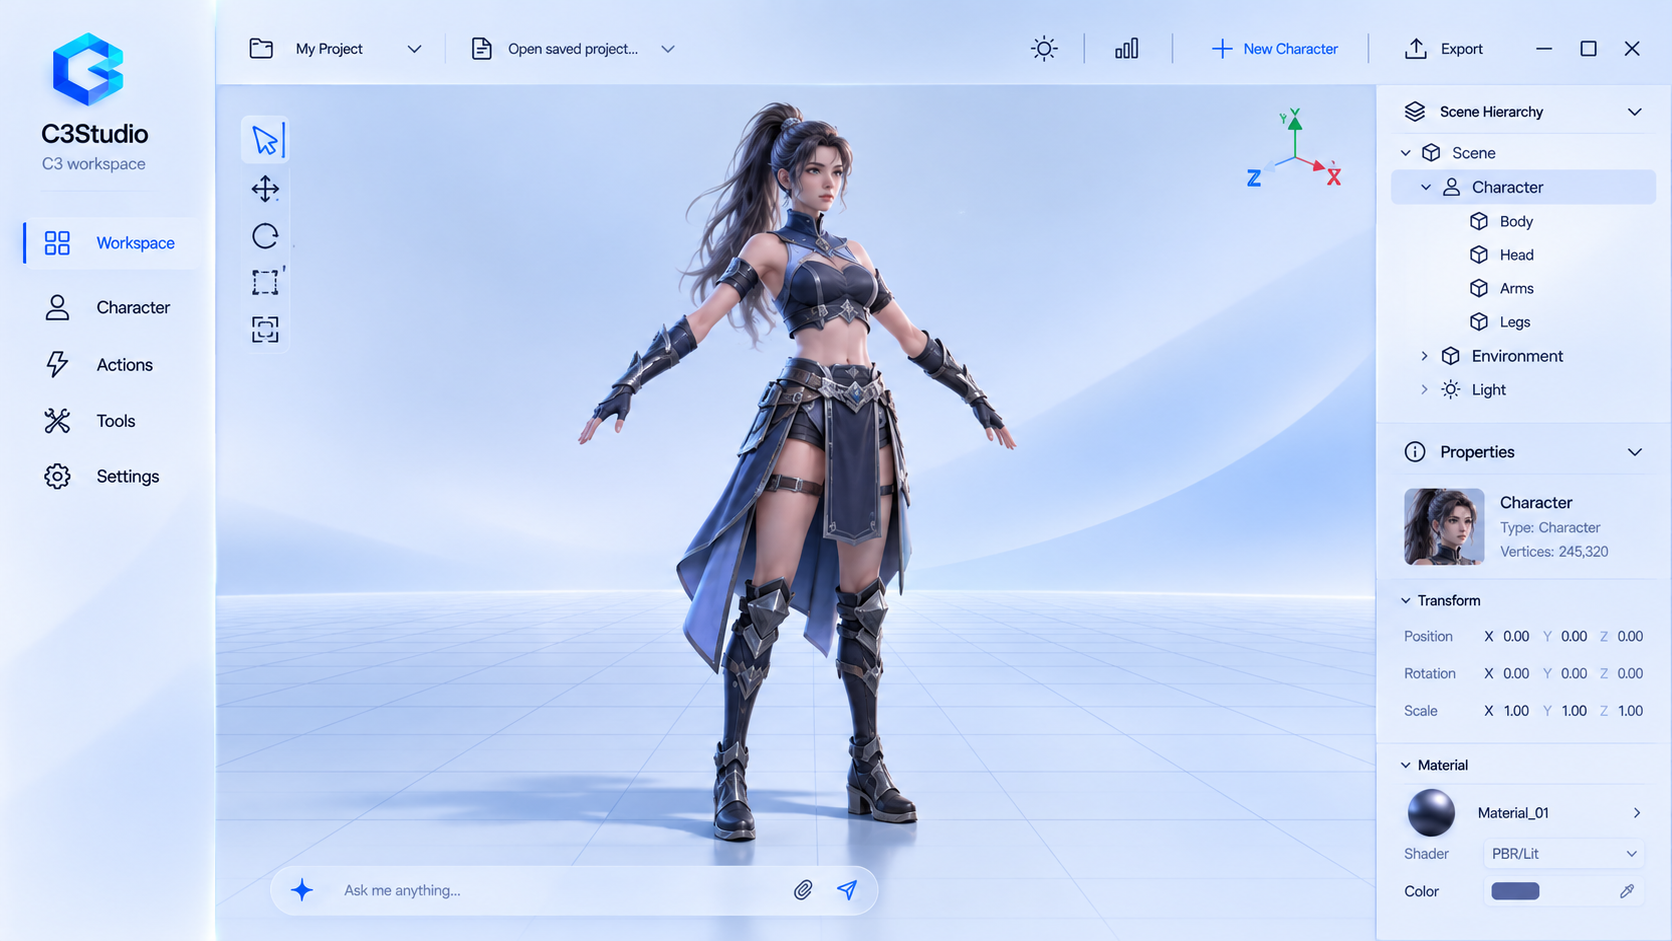 C3Studio
C3 workspace
Workspace
Character
Actions
Tools
Settings
My Project
Open saved project...
New Character
Export
Y
Y
Z
X
Scene Hierarchy
Scene
Character
Body
Head
Arms
Legs
Environment
Light
Properties
Character
Type: Character
Vertices: 245,320
Transform
Position X 0.00 Y 0.00 Z 0.00
Rotation X 0.00 Y 0.00 Z 0.00
Scale X 1.00 Y 1.00 Z 1.00
Material
Material_01
Shader PBR/Lit
Color
Ask me anything...